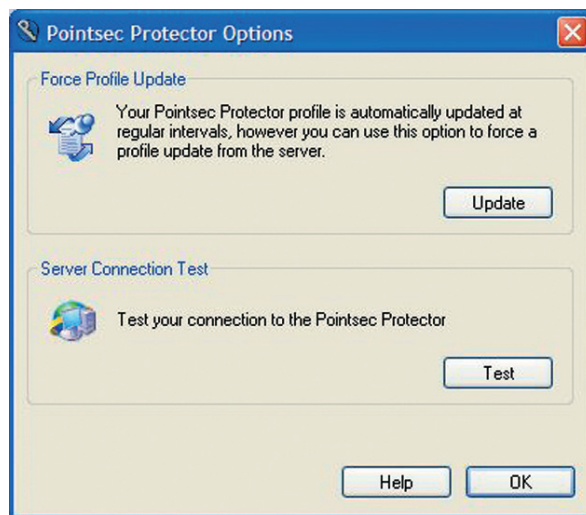 Pointsec Protector Options
Force Profile Update
Your Pointsec Protector profile is automatically updated at
regular intervals, however you can use this option to force a
profile update from the server.
Update
Server Connection Test
Test your connection to the Pointsec Protector
Test
Help
OK